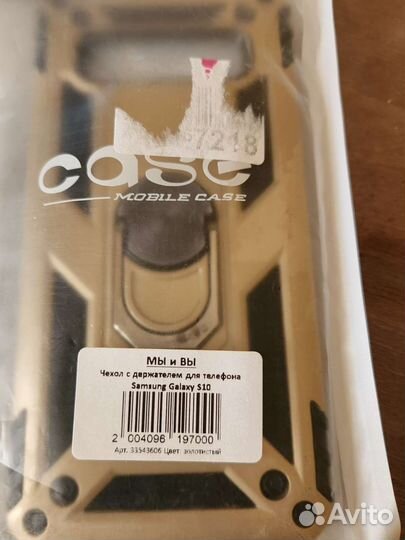 7218
case
MOBILE CASE
МЫ и ВЫ
Чехол с держателем для телефона
Samsung Galaxy S10
2 004096 197000
Арт. 33543606 Цвет: золотистый
Avito